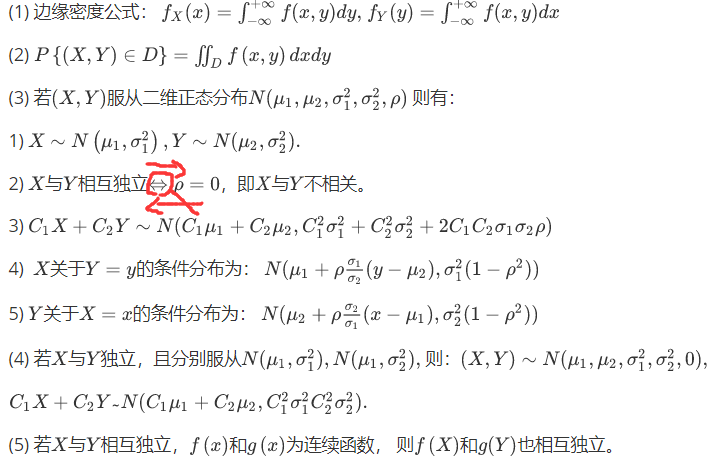 (1) 边缘密度公式： $f_X(x)=\int_{-\infty}^{+\infty} f(x,y)dy, f_Y(y)=\int_{-\infty}^{+\infty} f(x,y)dx$
(2) $P\{(X,Y)\in D\}=\iint_D f(x,y)dxdy$
(3) 若$(X,Y)$服从二维正态分布$N(\mu_1,\mu_2,\sigma_1^2,\sigma_2^2,\rho)$ 则有：
1) $X\sim N(\mu_1,\sigma_1^2),Y\sim N(\mu_2,\sigma_2^2)$.
2) $X$与$Y$相互独立$\Leftrightarrow\rho=0$，即$X$与$Y$不相关。
3) $C_1X+C_2Y\sim N(C_1\mu_1+C_2\mu_2,C_1^2\sigma_1^2+C_2^2\sigma_2^2+2C_1C_2\sigma_1\sigma_2\rho)$
4) $X$关于$Y=y$的条件分布为： $N(\mu_1+\rho\frac{\sigma_1}{\sigma_2}(y-\mu_2),\sigma_1^2(1-\rho^2))$
5) $Y$关于$X=x$的条件分布为： $N(\mu_2+\rho\frac{\sigma_2}{\sigma_1}(x-\mu_1),\sigma_2^2(1-\rho^2))$
(4) 若$X$与$Y$独立，且分别服从$N(\mu_1,\sigma_1^2),N(\mu_1,\sigma_2^2)$, 则：$(X,Y)\sim N(\mu_1,\mu_2,\sigma_1^2,\sigma_2^2,0)$,
$C_1X+C_2Y$~$N(C_1\mu_1+C_2\mu_2,C_1^2\sigma_1^2C_2^2\sigma_2^2)$.
(5) 若$X$与$Y$相互独立，$f(x)$和$g(x)$为连续函数， 则$f(X)$和$g(Y)$也相互独立。